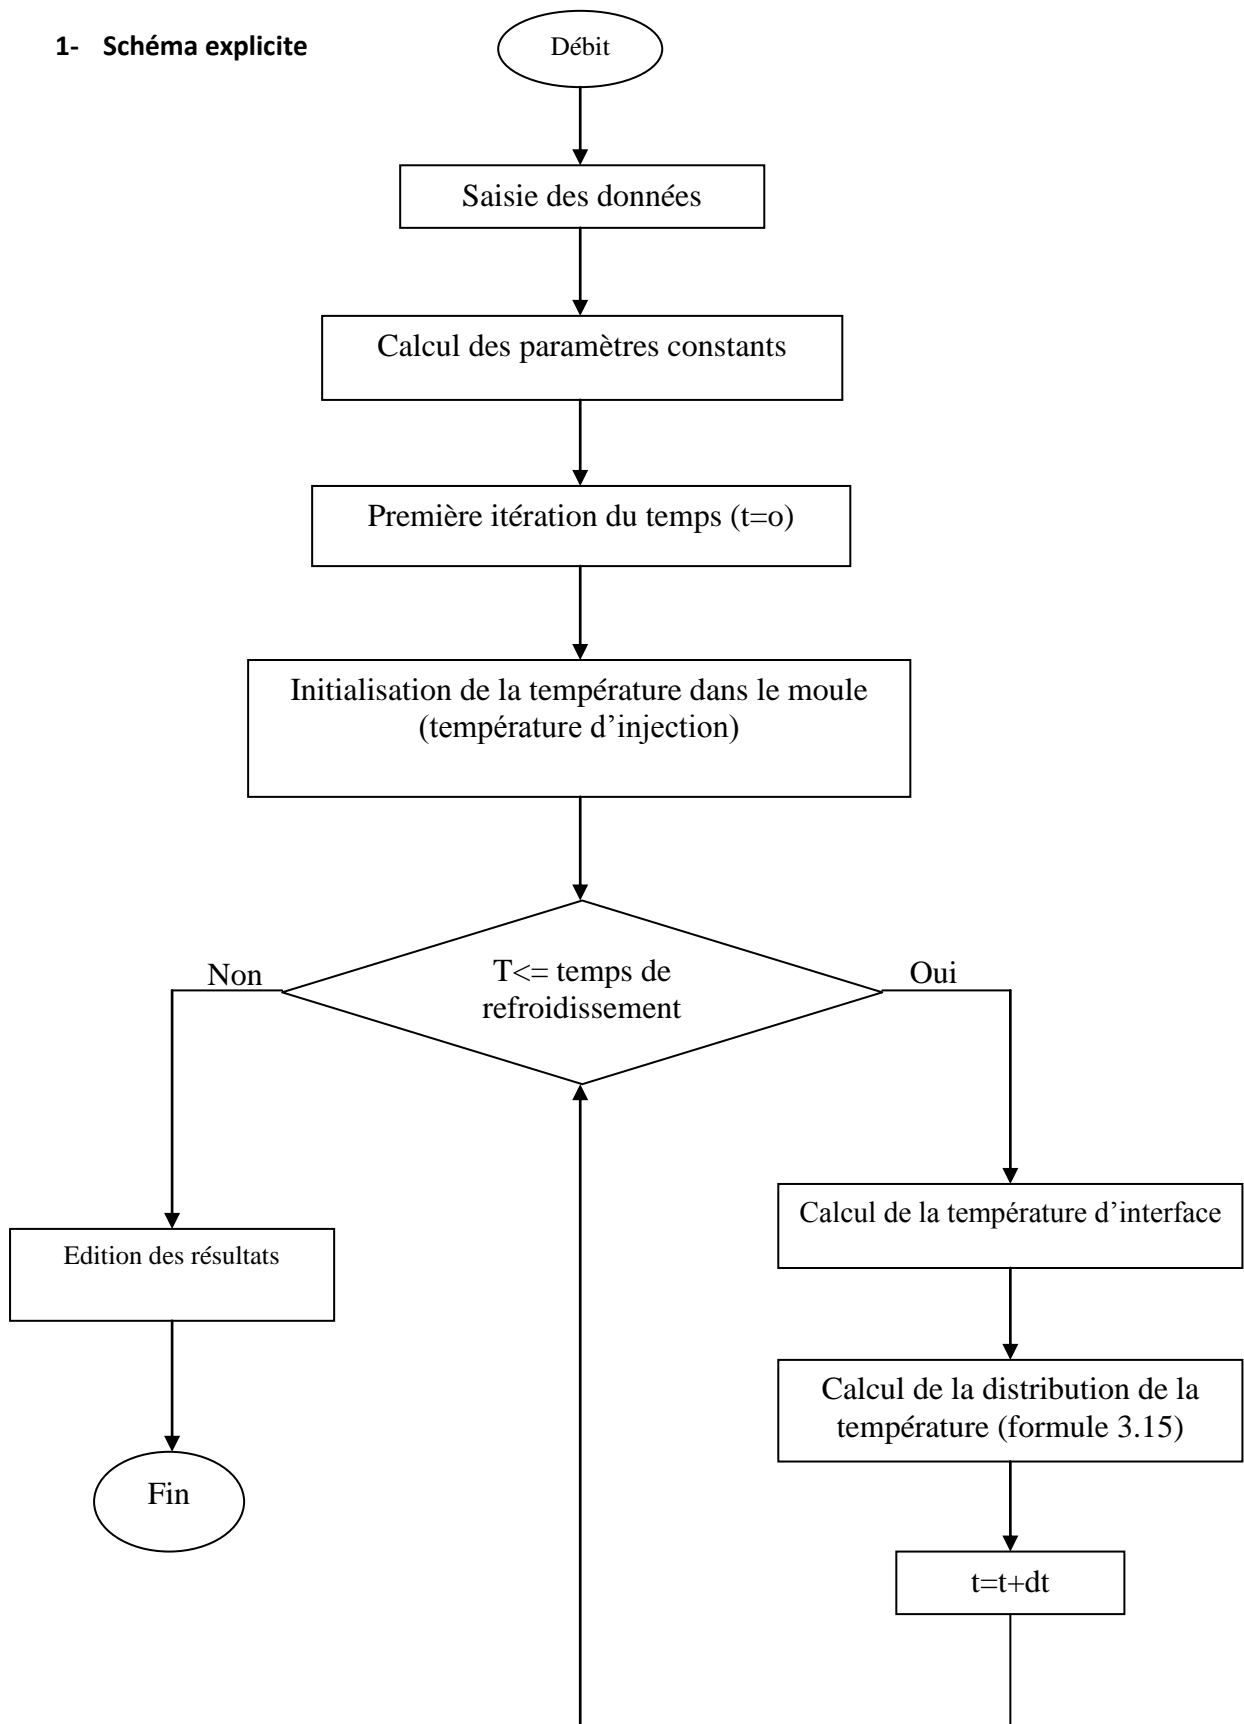 1- Schéma explicite
Débit
Saisie des données
Calcul des paramètres constants
Première itération du temps (t=o)
Initialisation de la température dans le moule
(température d’injection)
T<= temps de
refroidissement
Non
Oui
Calcul de la température d’interface
Edition des résultats
Calcul de la distribution de la
température (formule 3.15)
Fin
t=t+dt